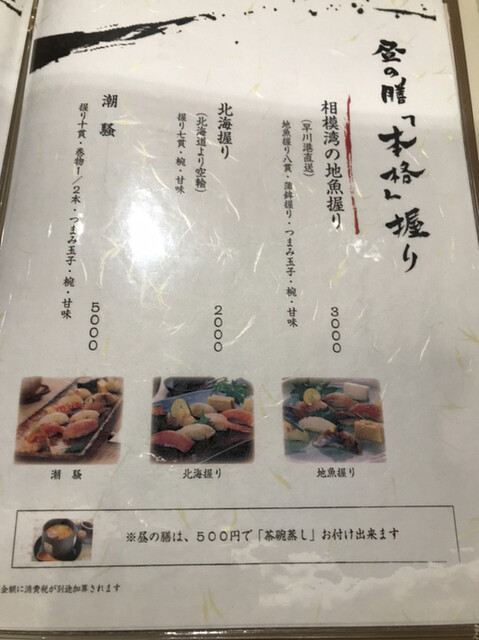 昼の膳「本格」握り
相模湾の地魚握り
(早川港直送)
地魚握り八貫・蒲鉾握り・つまみ玉子・椀・甘味
3000
北海握り
(北海道より空輸)
握り七貫・椀・甘味
2000
潮騒
握り十貫・巻物1/2本・つまみ玉子・椀・甘味
5000
潮 騒
北海握り
地魚握り
※昼の膳は、500円で「茶碗蒸し」お付け出来ます
金額に消費税が別途加算されます